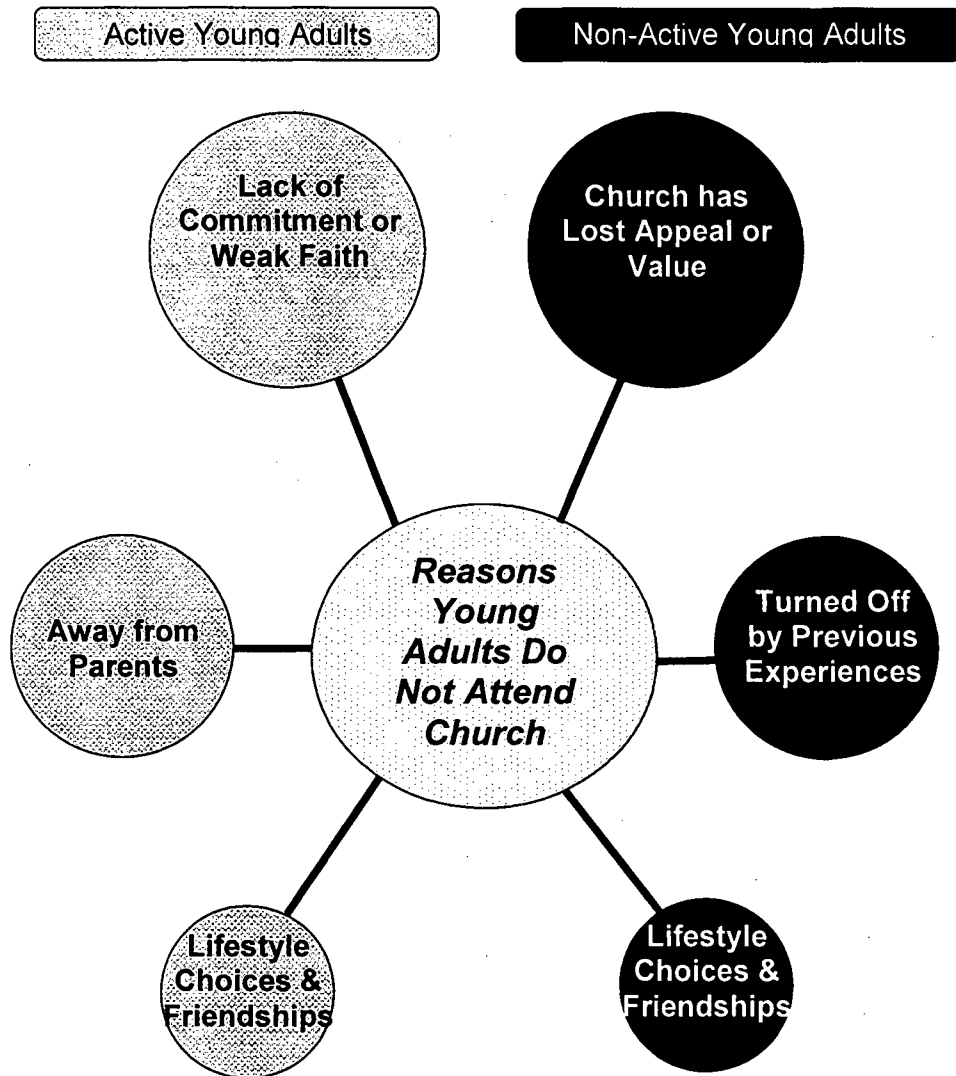 Active Young Adults
Non-Active Young Adults
Lack of
Commitment or
Weak Faith
Church has
Lost Appeal or
Value
Away from
Parents
Reasons
Young
Adults Do
Not Attend
Church
Turned Off
by Previous
Experiences
Lifestyle
Choices &
Friendships
Lifestyle
Choices &
Friendships